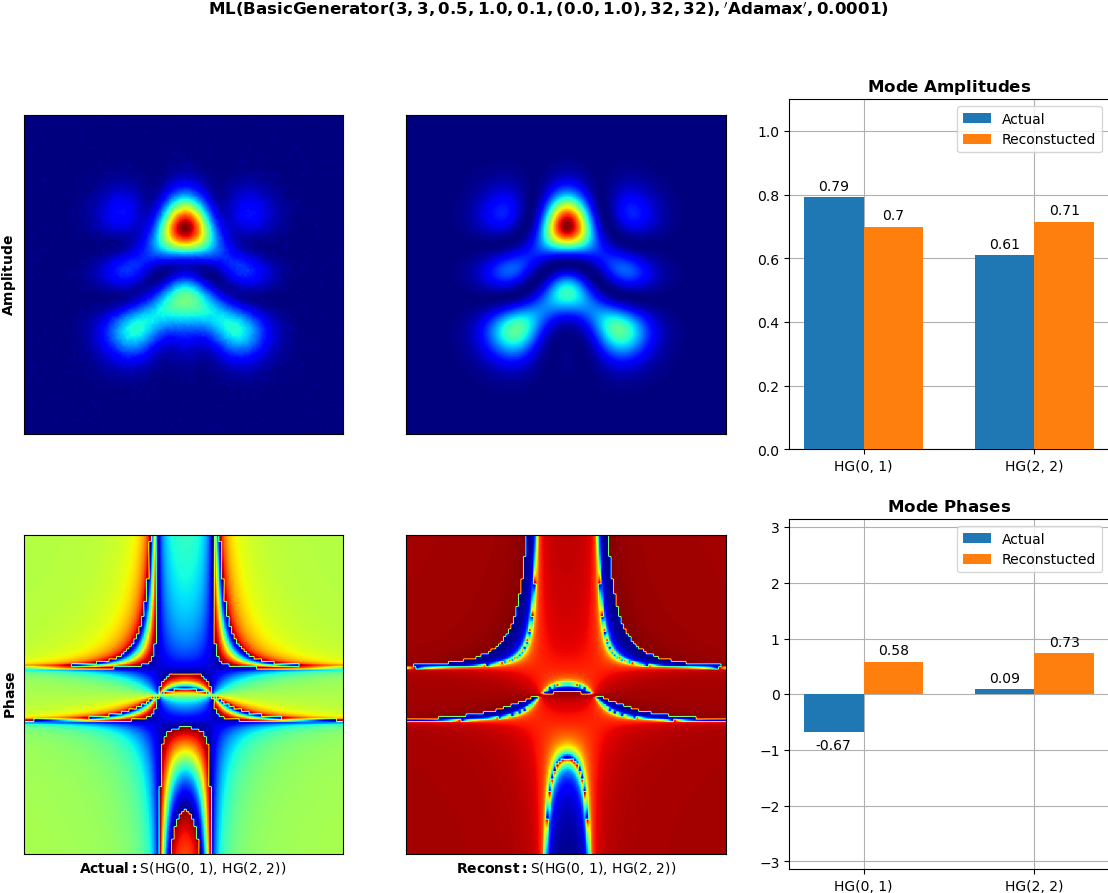 ML(BasicGenerator(3, 3, 0.5, 1.0, 0.1, (0.0, 1.0), 32, 32), ′Adamax′, 0.0001)
Amplitude
Mode Amplitudes
Actual
Reconstucted
1.0
0.8
0.6
0.4
0.2
0.0
0.79
0.7
0.61
0.71
HG(0, 1)
HG(2, 2)
Phase
Actual: S(HG(0, 1), HG(2, 2))
Reconst: S(HG(0, 1), HG(2, 2))
Mode Phases
Actual
Reconstucted
3
2
1
0
−1
−2
−3
-0.67
0.58
0.09
0.73
HG(0, 1)
HG(2, 2)